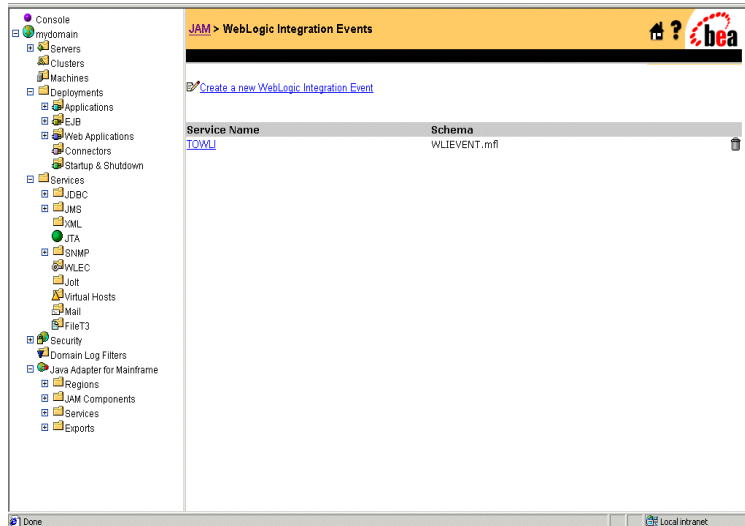 Console
mydomain
Servers
Clusters
Machines
Deployments
Applications
EJB
Web Applications
Connectors
Startup & Shutdown
Services
JDBC
JMS
XML
JTA
SNMP
WLEC
Jolt
Virtual Hosts
Mail
FileT3
Security
Domain Log Filters
Java Adapter for Mainframe
Regions
JAM Components
Services
Exports
JAM > WebLogic Integration Events
?
bea
Create a new WebLogic Integration Event
Service Name Schema
TOWLI WLIEVENT.mfl
Done Local intranet